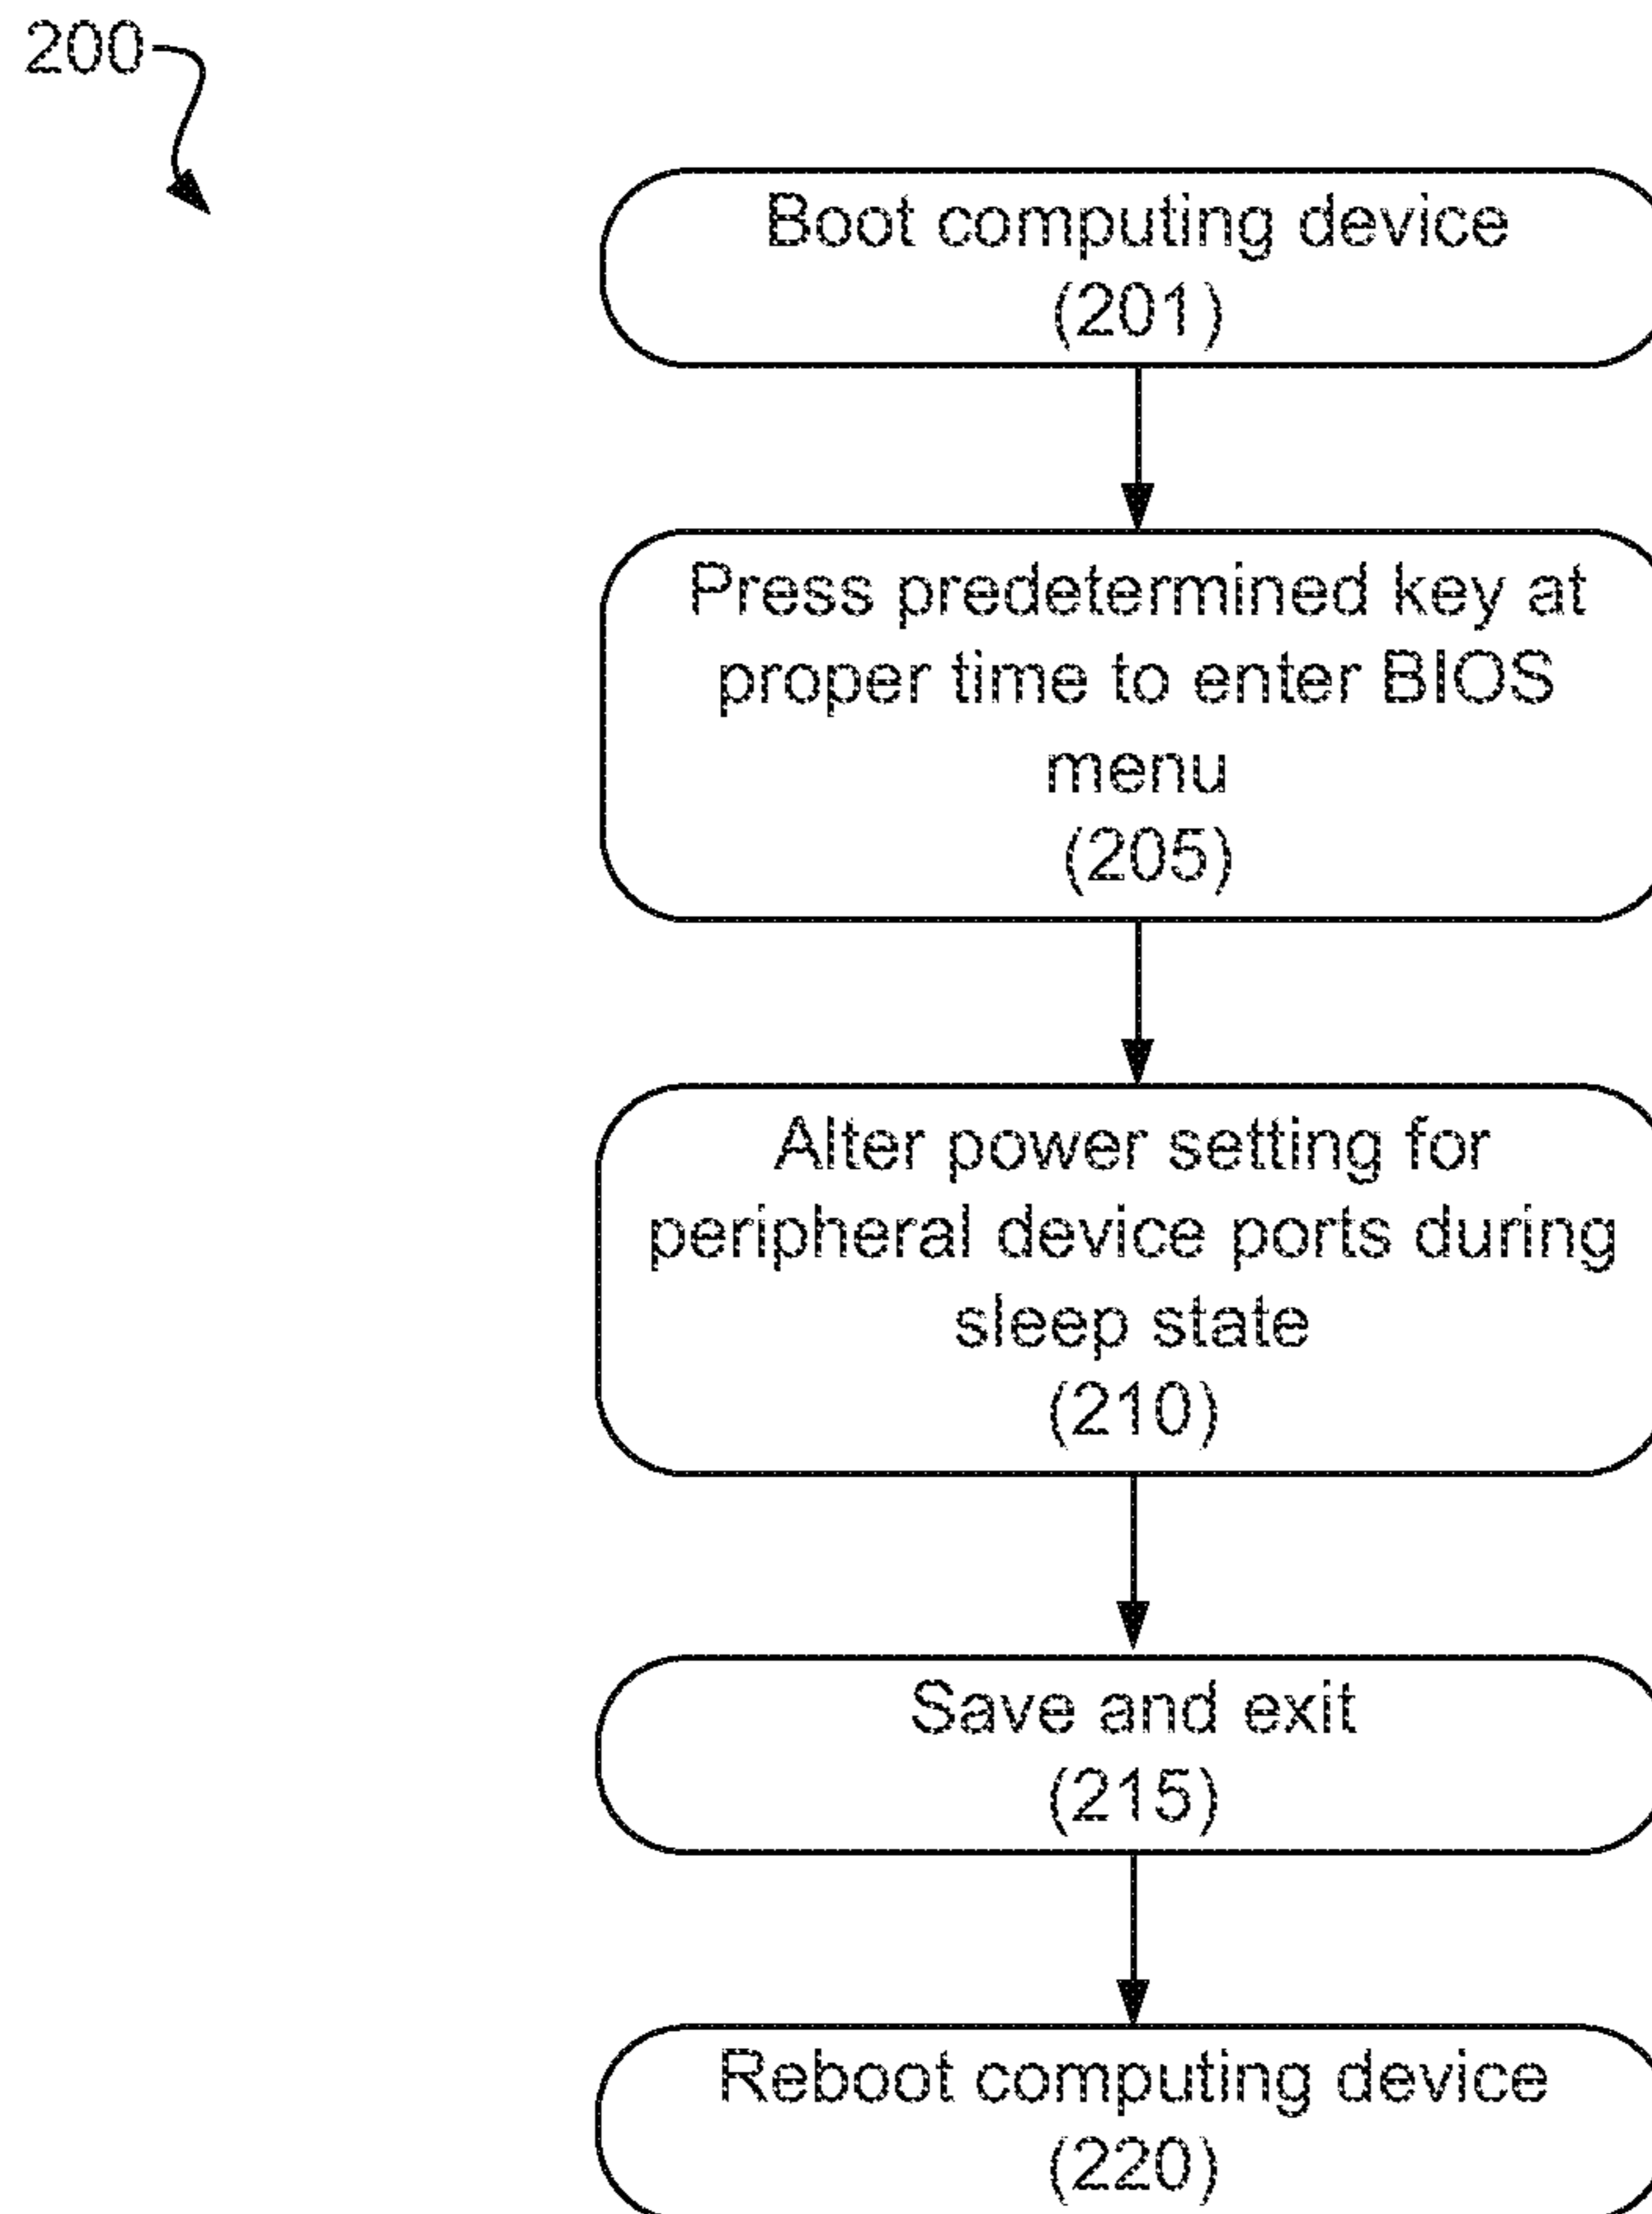 200
Boot computing device
(201)
Press predetermined key at
proper time to enter BIOS
menu
(205)
Alter power setting for
peripheral device ports during
sleep state
(210)
Save and exit
(215)
Reboot computing device
(220)